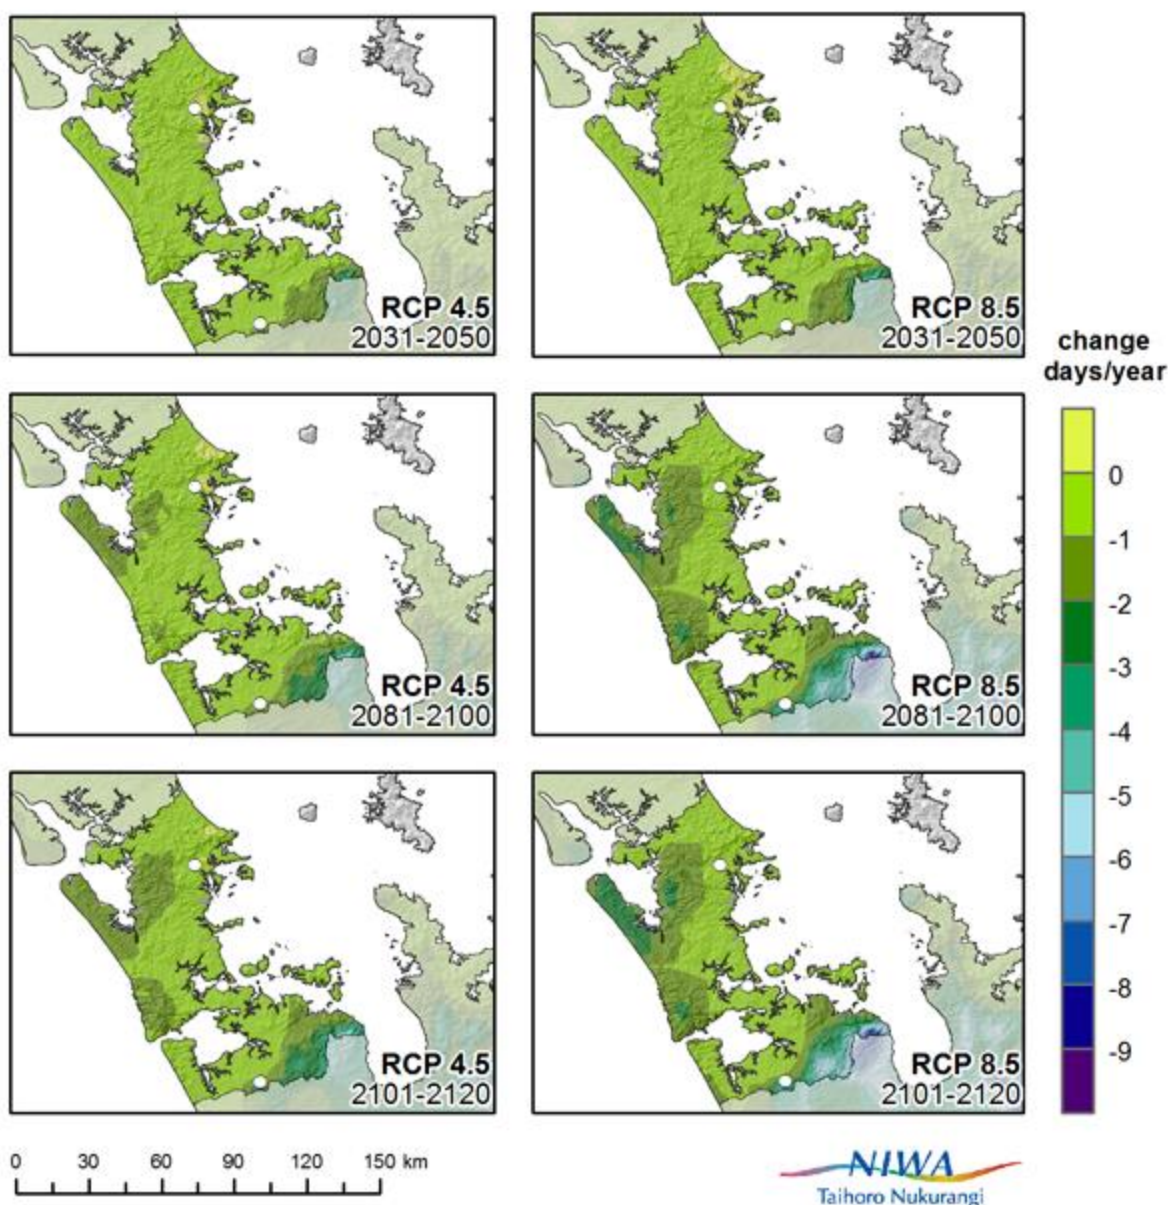 RCP 4.5
2031-2050
RCP 8.5
2031-2050
change
days/year
RCP 4.5
2081-2100
RCP 8.5
2081-2100
0
-1
-2
-3
-4
-5
-6
-7
-8
-9
RCP 4.5
2101-2120
RCP 8.5
2101-2120
0 30 60 90 120 150 km
NIWA
Taihoro Nukurangi